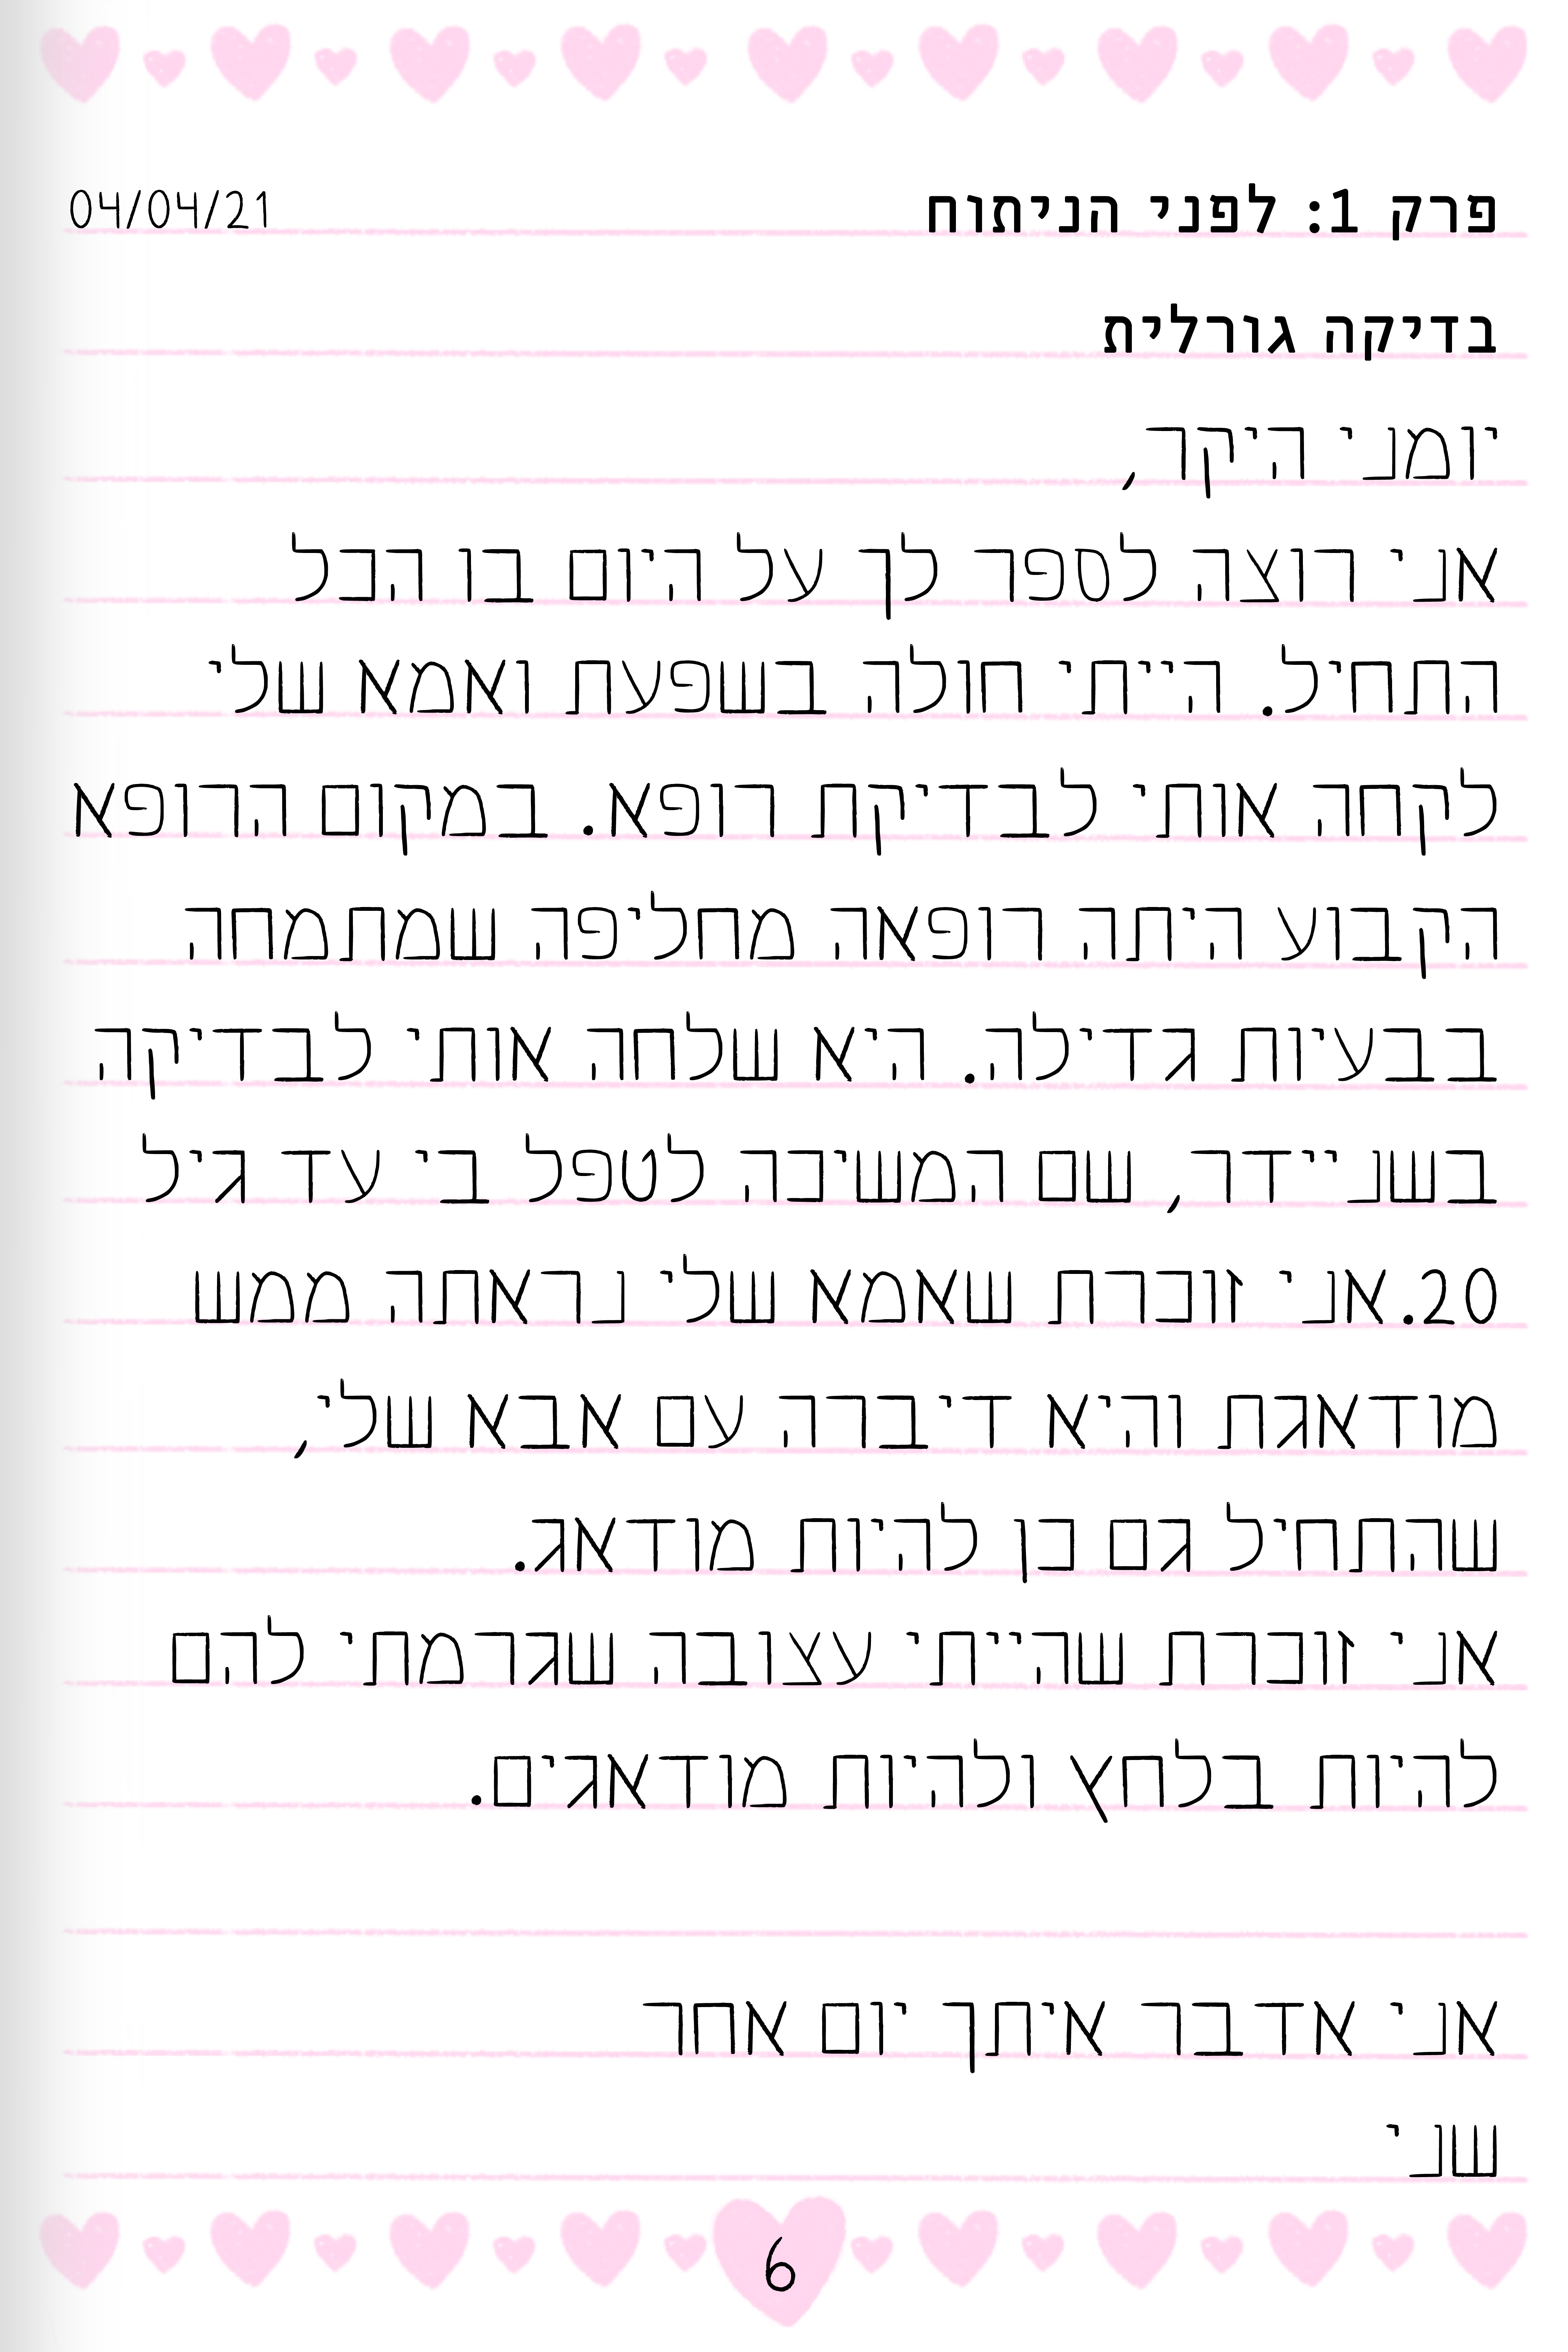 פרק 1: לפני הניתוח 04/04/21
בדיקה גורלית
יומני היקר,
אני רוצה לספר לך על היום בו הכל
התחיל. הייתי חולה בשפעת ואמא שלי
לקחה אותי לבדיקת רופא. במקום הרופא
הקבוע היתה רופאה מחליפה שמתמחה
בבעיות גדילה. היא שלחה אותי לבדיקה
בשניידר, שם המשיכה לטפל בי עד גיל
20.אני זוכרת שאמא שלי נראתה ממש
מודאגת והיא דיברה עם אבא שלי,
שהתחיל גם כן להיות מודאג.
אני זוכרת שהייתי עצובה שגרמתי להם
להיות בלחץ ולהיות מודאגים.
אני אדבר איתך יום אחר
שני
6